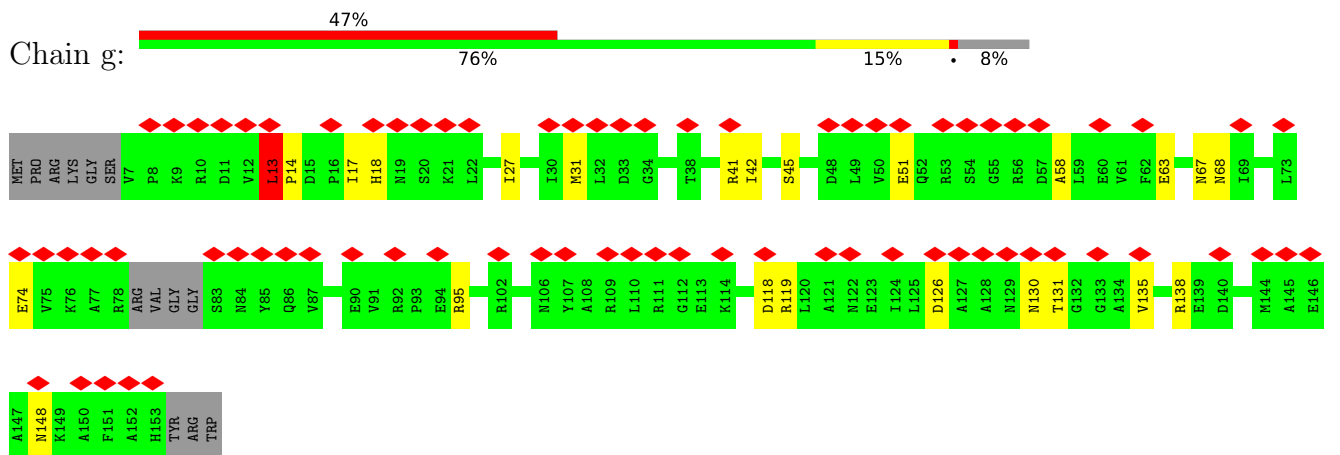 47%
Chain g:
76% 15% • 8%
MET PRO ARG LYS GLY SER V7 P8 K9 R10 D11 V12 L13 P14 D15 P16 I17 H18 N19 S20 K21 L22 I27 I30 M31 L32 D33 G34 T38 R41 I42 S45 D48 L49 V50 E51 Q52 R53 S54 G55 R56 D57 A58 L59 E60 V61 F62 E63 N67 N68 I69 L73
E74 V75 K76 A77 R78 ARG VAL GLY GLY S83 N84 Y85 Q86 V87 E90 V91 R92 P93 E94 R95 R102 N106 Y107 A108 R109 L110 R111 G112 E113 K114 D118 R119 L120 A121 N122 E123 I124 L125 D126 A127 A128 N129 N130 T131 G132 G133 A134 V135 R138 E139 D140 M144 A145 E146
A147 N148 K149 A150 F151 A152 H153 TYR ARG TRP